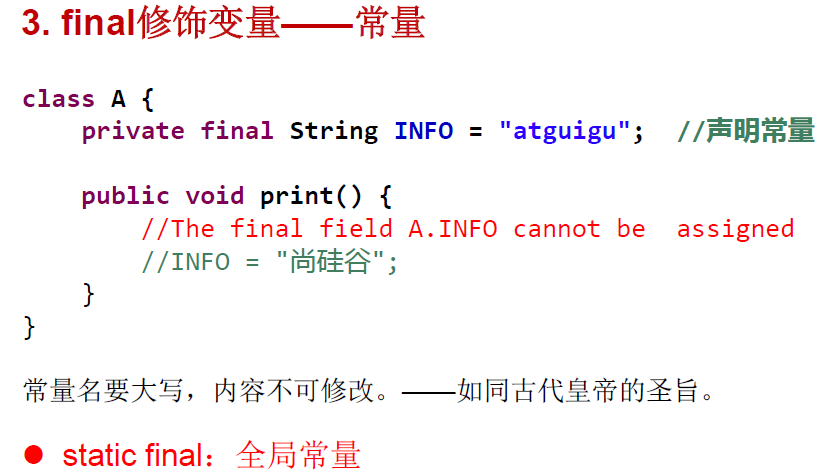 3. final修饰变量——常量
class A {
private final String INFO = "atguigu"; //声明常量
public void print() {
//The final field A.INFO cannot be assigned
//INFO = "尚硅谷";
}
}
常量名要大写，内容不可修改。——如同古代皇帝的圣旨。
● static final：全局常量